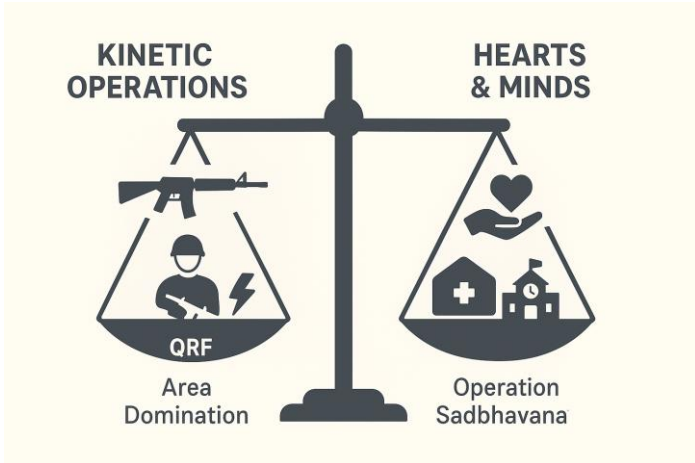 KINETIC
OPERATIONS
HEARTS
& MINDS
QRF
Area
Domination
Operation
Sadbhavana